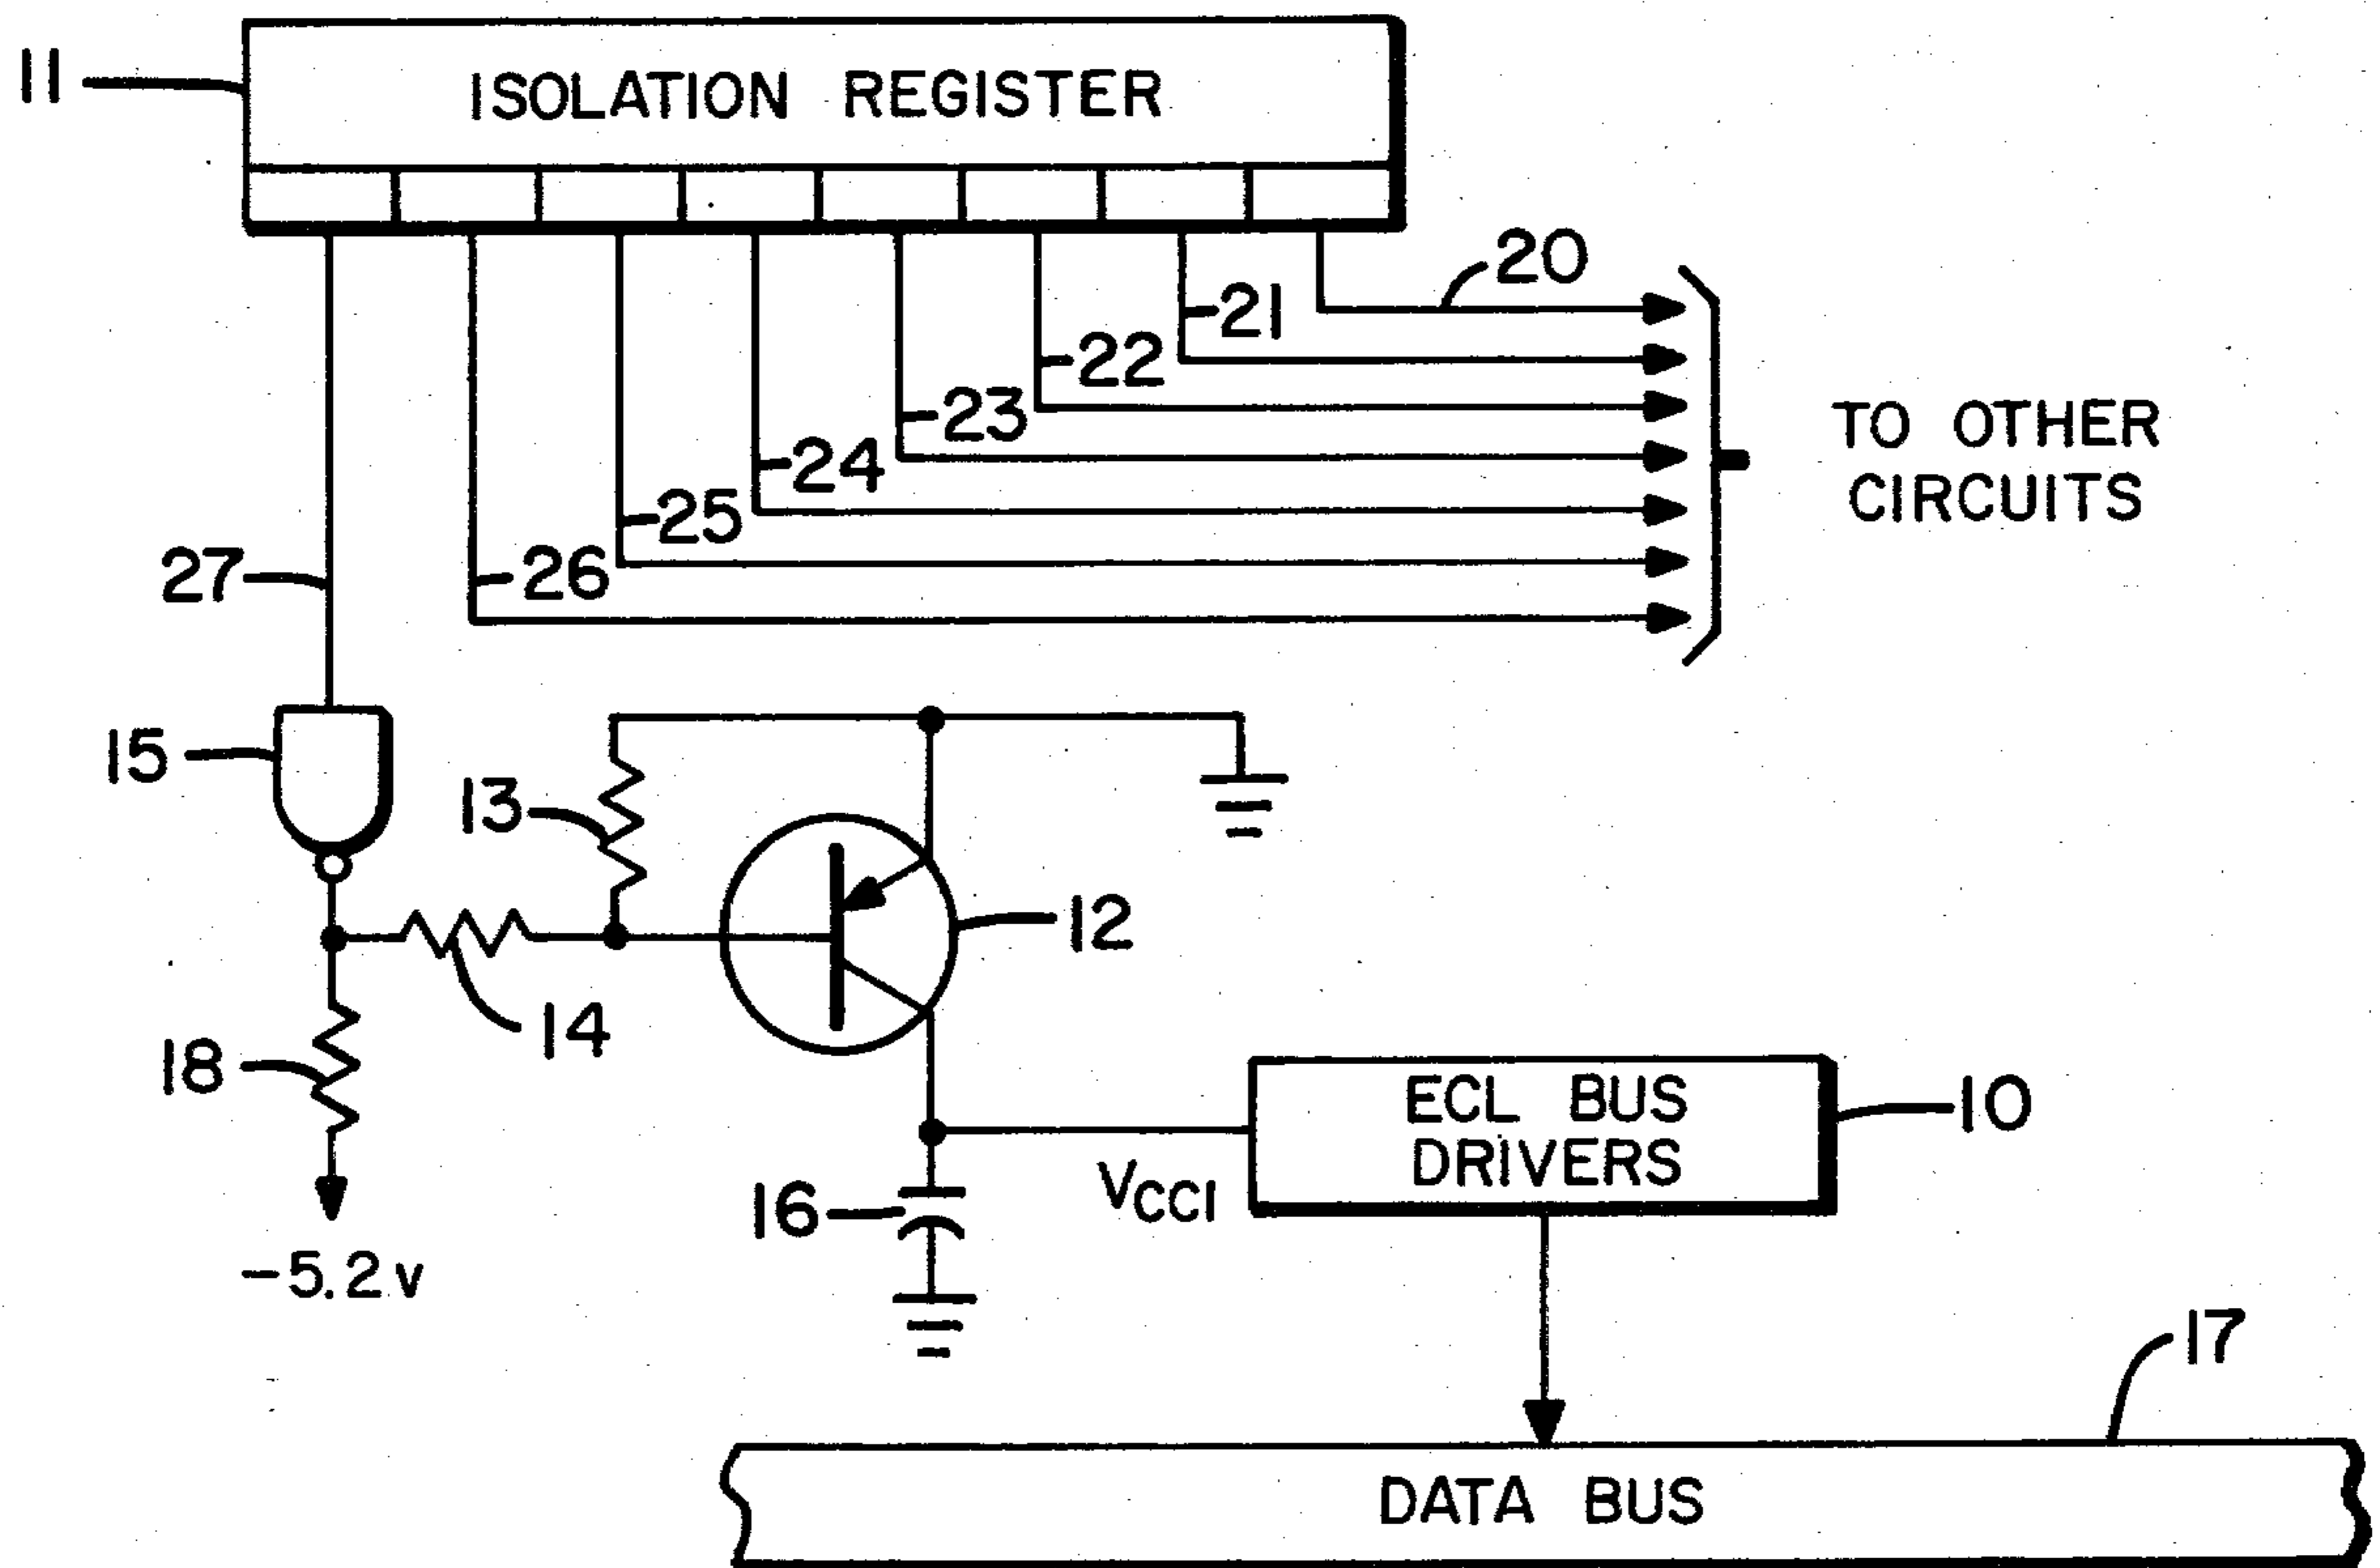 11
ISOLATION REGISTER
20
21
22
23
24
25
26
27
TO OTHER
CIRCUITS
15
13
12
14
18
-5.2v
16
VCCI
ECL BUS
DRIVERS
10
17
DATA BUS